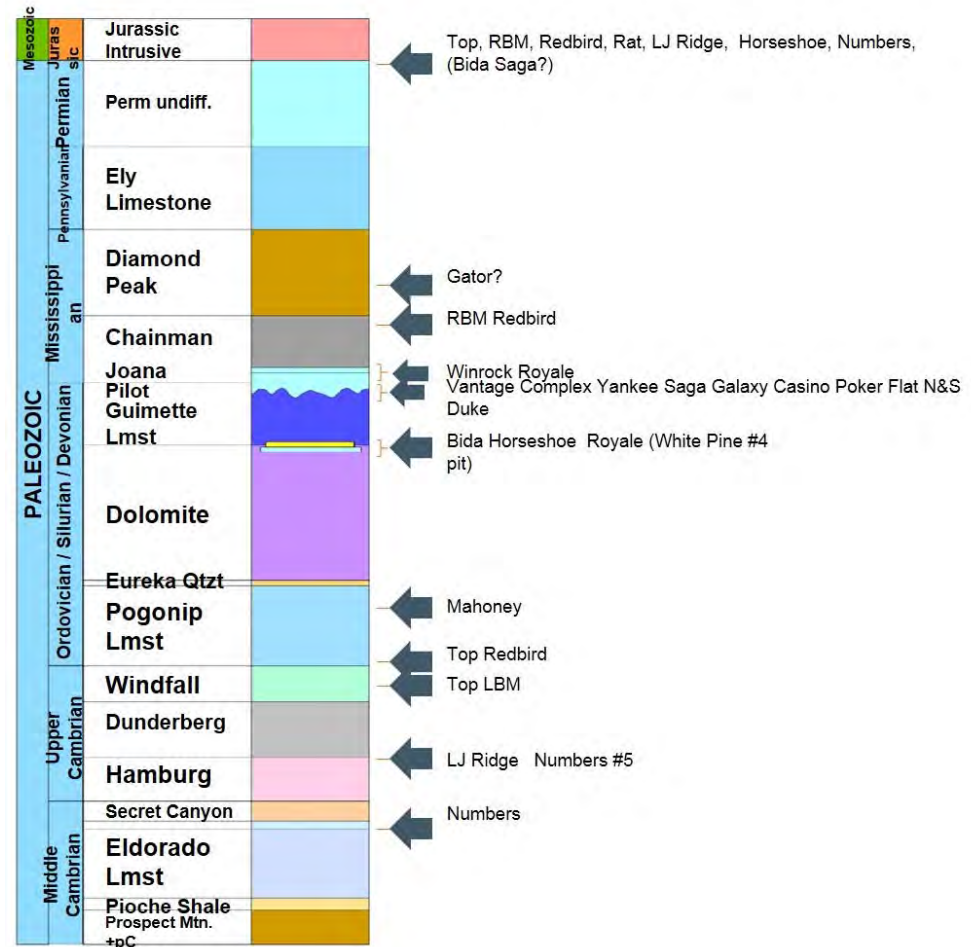 Mesozoic
Juras
sic
PALEOZOIC
Permian
Pennsylvanian
Mississippi
an
Ordovician / Silurian / Devonian
Upper
Cambrian
Middle
Cambrian
Jurassic
Intrusive
Perm undiff.
Ely
Limestone
Diamond
Peak
Chainman
Joana
Pilot
Guimette
Lmst
Dolomite
Eureka Qtzt
Pogonip
Lmst
Windfall
Dunderberg
Hamburg
Secret Canyon
Eldorado
Lmst
Pioche Shale
Prospect Mtn.
+pC
Top, RBM, Redbird, Rat, LJ Ridge, Horseshoe, Numbers,
(Bida Saga?)
Gator?
RBM Redbird
Winrock Royale
Vantage Complex Yankee Saga Galaxy Casino Poker Flat N&S
Duke
Bida Horseshoe Royale (White Pine #4
pit)
Mahoney
Top Redbird
Top LBM
LJ Ridge Numbers #5
Numbers